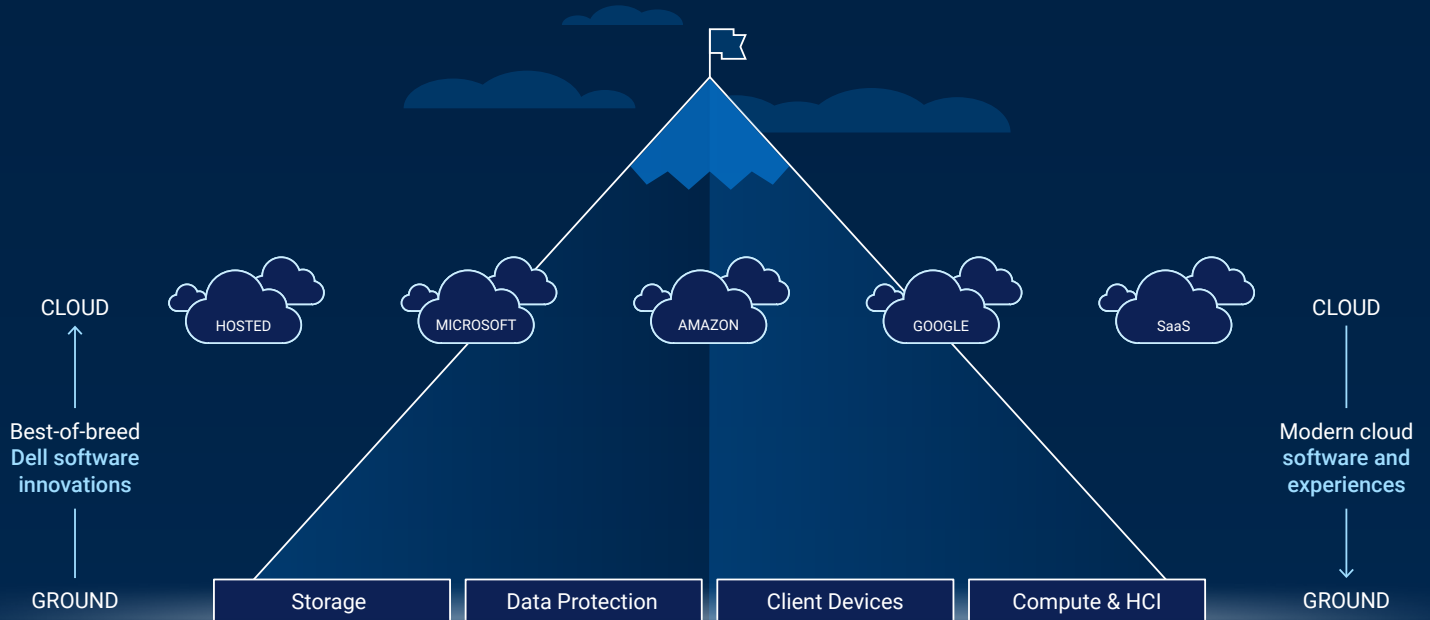 HOSTED
MICROSOFT
AMAZON
GOOGLE
SaaS
CLOUD
Best-of-breed
Dell software
innovations
GROUND
CLOUD
Modern cloud
software and
experiences
GROUND
Storage
Data Protection
Client Devices
Compute & HCI